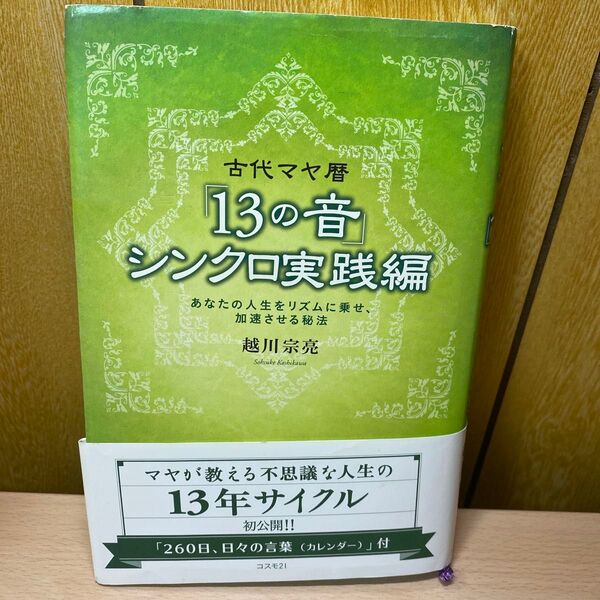 古代マヤ暦
「13の音」
シンクロ実践編
あなたの人生をリズムに乗せ、
加速させる秘法
越川宗亮
Sohsuke Koshikawa
マヤが教える不思議な人生の
13年サイクル
初公開!!
「260日、日々の言葉（カレンダー）」付
コスモ21